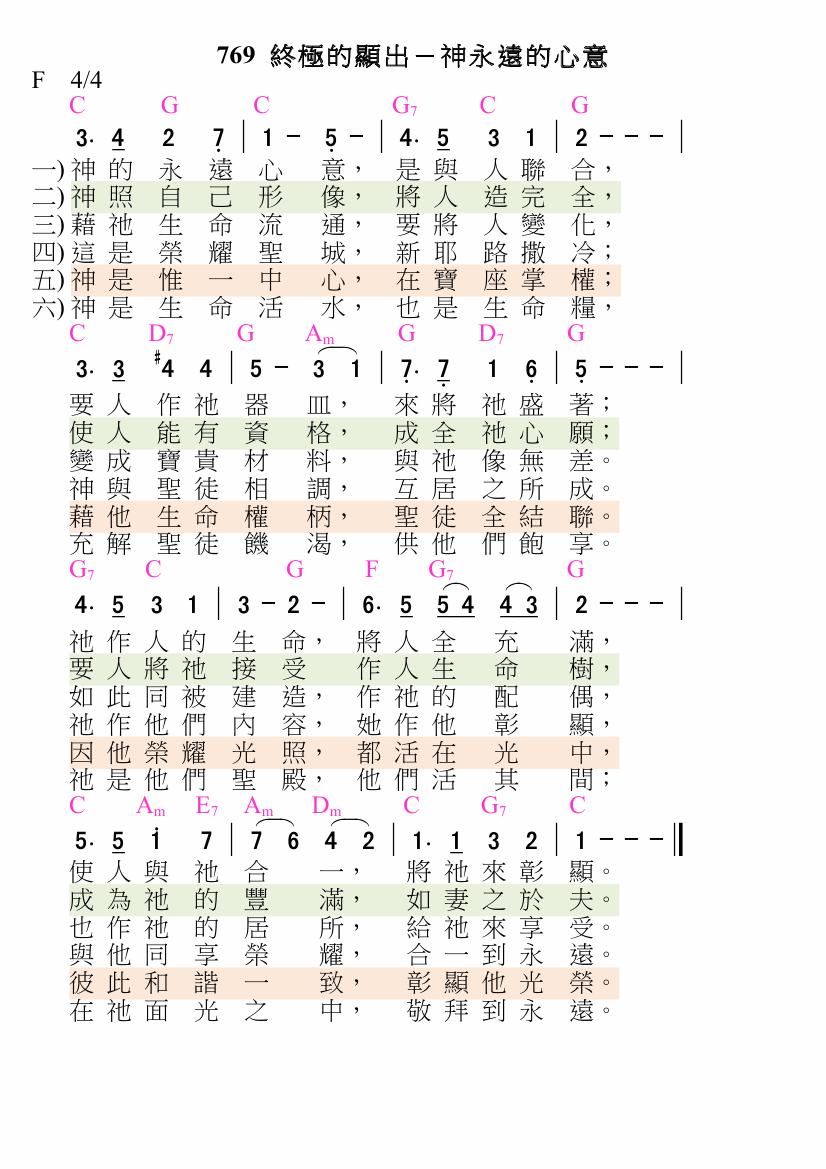 769 終極的顯出－神永遠的心意
F 4/4
C G C G7 C G
3· 4 2 7 | 1 － 5 － | 4· 5 3 1 | 2 － － － |
一) 神的永遠心意，是與人聯合，
二) 神照自己形像，將人造完全，
三) 藉祂生命流通，要將人變化，
四) 這是榮耀聖城，新耶路撒冷；
五) 神是惟一中心，在寶座掌權；
六) 神是生命活水，也是生命糧，
C D7 G Am G D7 G
3· 3 #4 4 | 5 － 3 1 | 7· 7 1 6 | 5 － － － |
要人作祂器皿，來將祂盛著；
使人能有資格，成全祂心願；
變成寶貴材料，與祂像無差。
神與聖徒相調，互居之所成。
藉他生命權柄，聖徒全結聯。
充解聖徒饑渴，供他們飽享。
G7 C G F G7 G
4· 5 3 1 | 3 － 2 － | 6· 5 5 4 4 3 | 2 － － － |
祂作人的生命，將人全充滿，
要人將祂接受作人生命樹，
如此同被建造，作祂的配偶，
祂作他們內容，她作他彰顯，
因他榮耀光照，都活在光中，
祂是他們聖殿，他們活其間；
C Am E7 Am Dm C G7 C
5· 5 i 7 | 7 6 4 2 | 1· 1 3 2 | 1 － － － ‖
使人與祂合一，將祂來彰顯。
成為祂的豐滿，如妻之於夫。
也作祂的居所，給祂來享受。
與他同享榮耀，合一到永遠。
彼此和諧一致，彰顯他光榮。
在祂面光之中，敬拜到永遠。